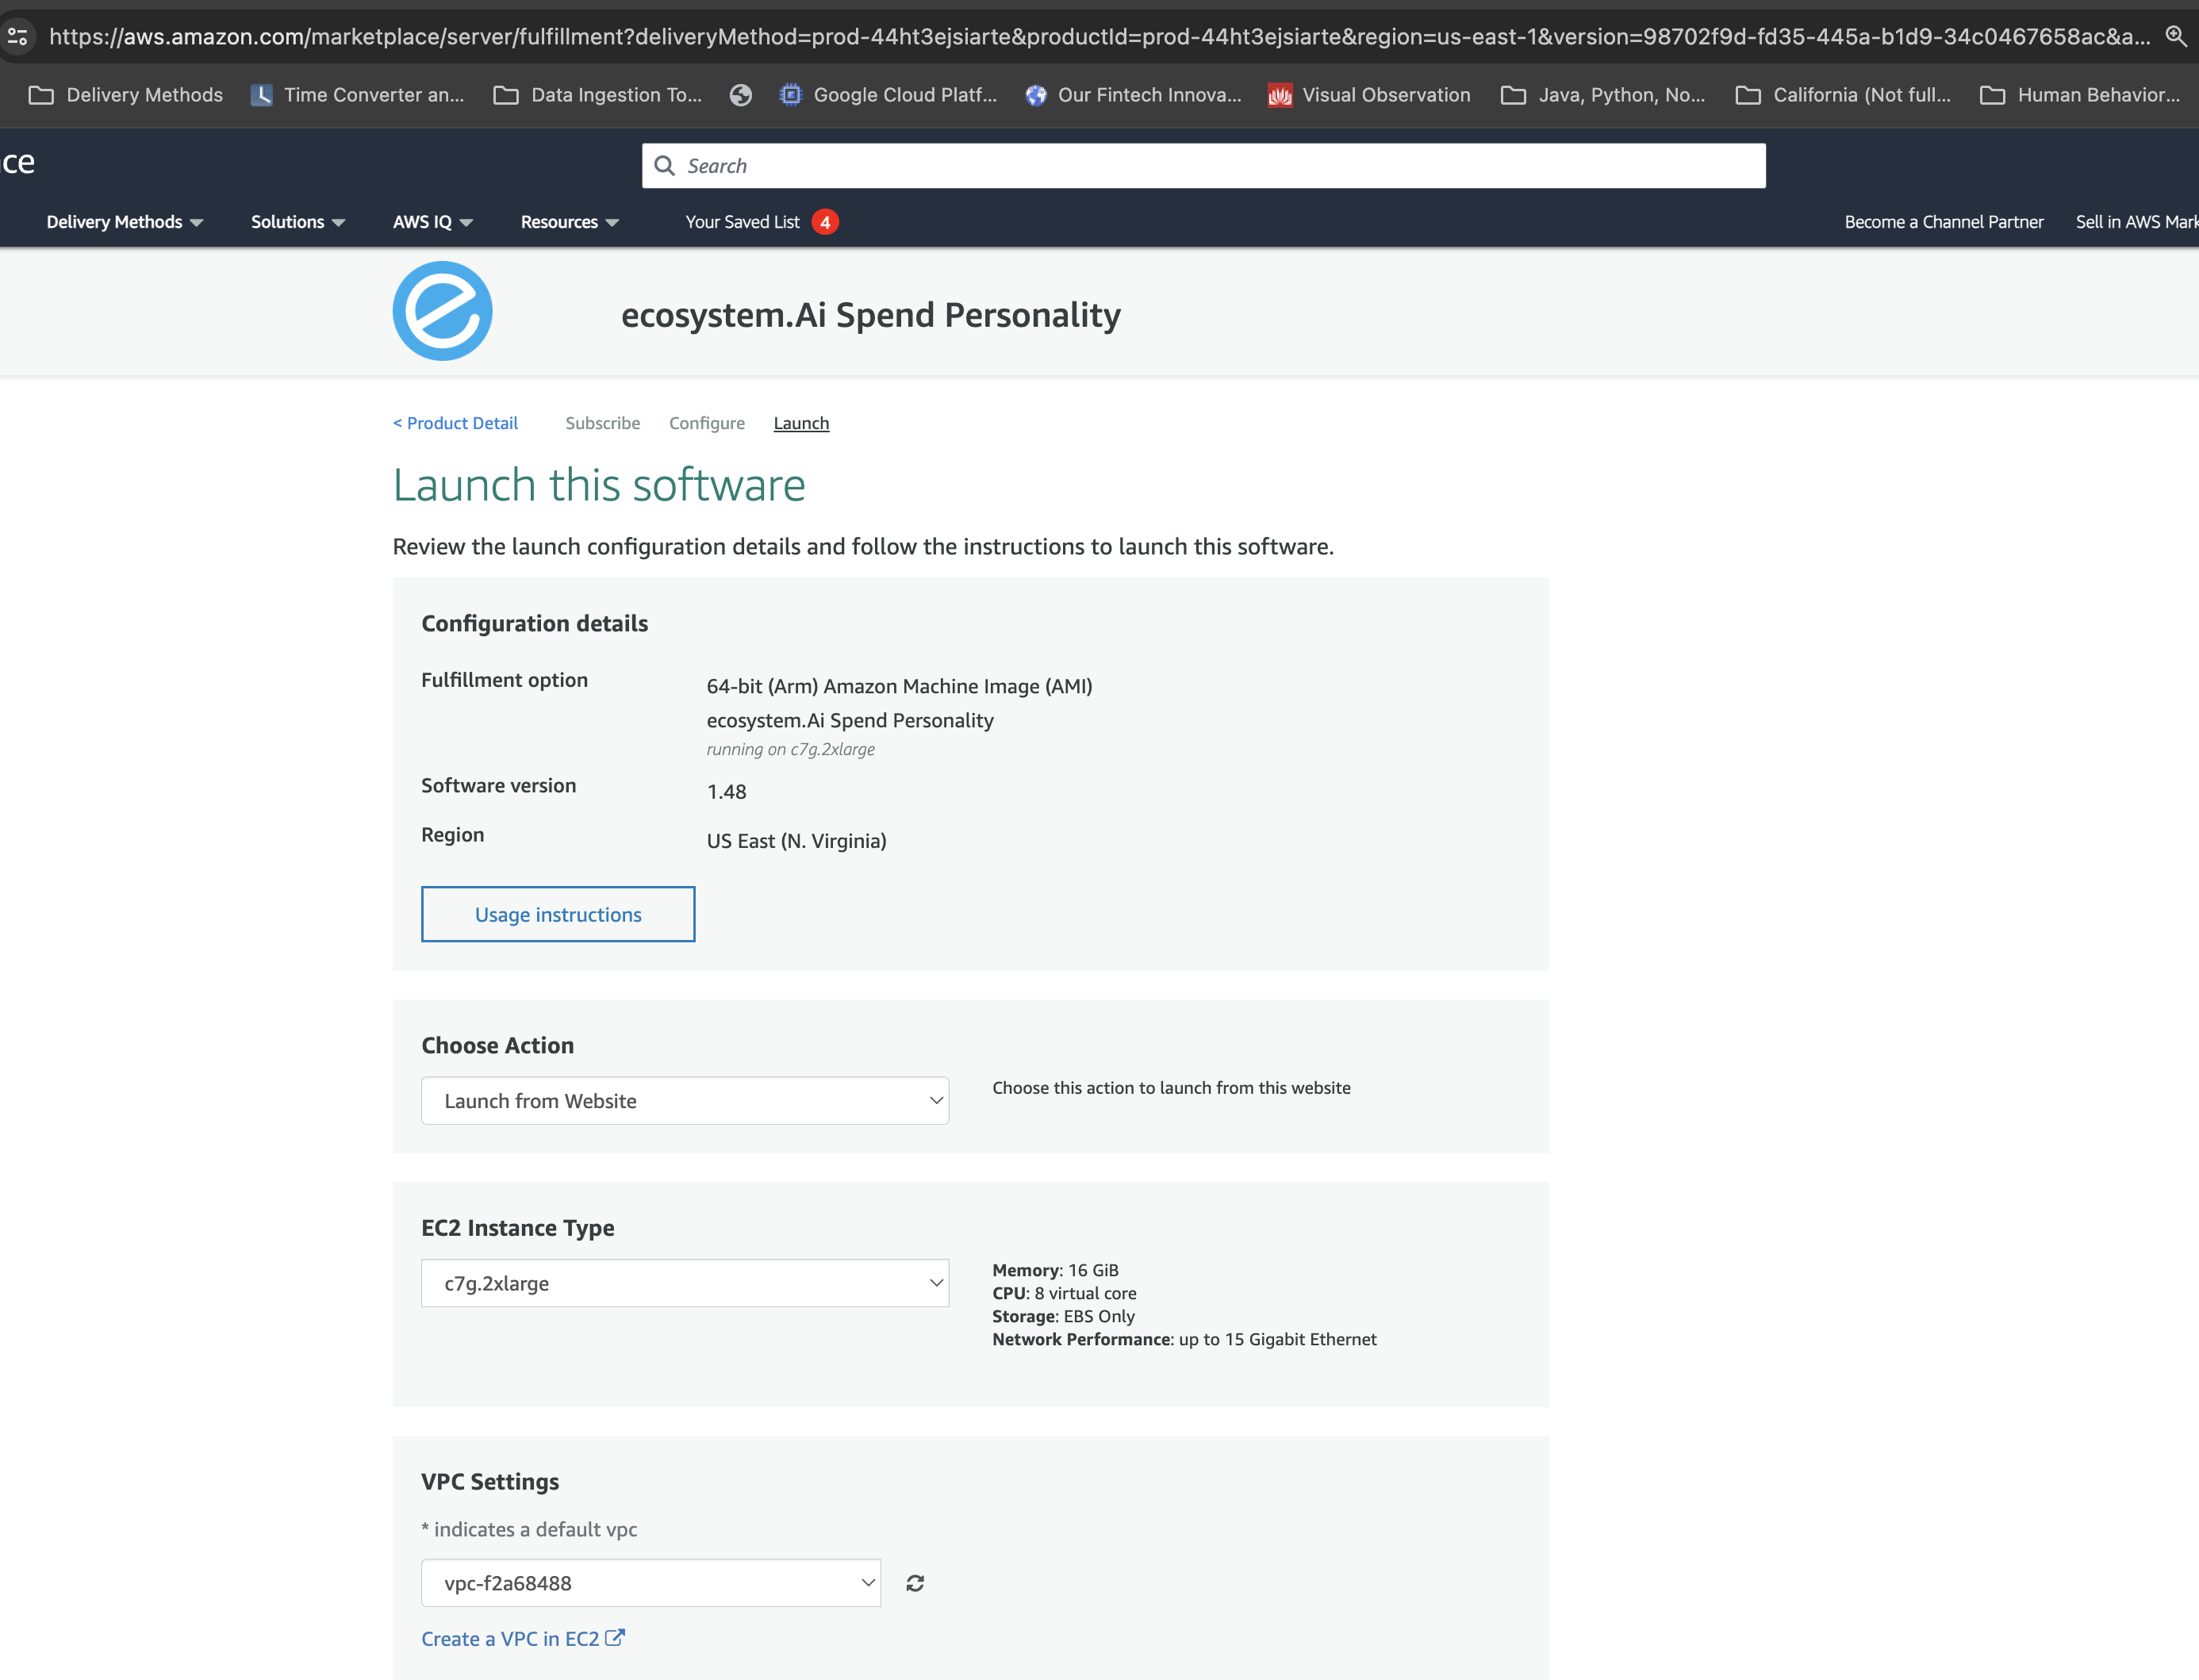 https://aws.amazon.com/marketplace/server/fulfillment?deliveryMethod=prod-44ht3ejsiarte&productId=prod-44ht3ejsiarte&region=us-east-1&version=98702f9d-fd35-445a-b1d9-34c0467658ac&a...
Delivery Methods Time Converter an... Data Ingestion To... Google Cloud Platf... Our Fintech Innova... Visual Observation Java, Python, No... California (Not full... Human Behavior...
ce
Search
Delivery Methods Solutions AWS IQ Resources Your Saved List 4 Become a Channel Partner Sell in AWS Mark
ecosystem.Ai Spend Personality
< Product Detail Subscribe Configure Launch
Launch this software
Review the launch configuration details and follow the instructions to launch this software.
Configuration details
Fulfillment option
64-bit (Arm) Amazon Machine Image (AMI)
ecosystem.Ai Spend Personality
running on c7g.2xlarge
Software version
1.48
Region
US East (N. Virginia)
Usage instructions
Choose Action
Launch from Website
Choose this action to launch from this website
EC2 Instance Type
c7g.2xlarge
Memory: 16 GiB
CPU: 8 virtual core
Storage: EBS Only
Network Performance: up to 15 Gigabit Ethernet
VPC Settings
* indicates a default vpc
vpc-f2a68488
Create a VPC in EC2